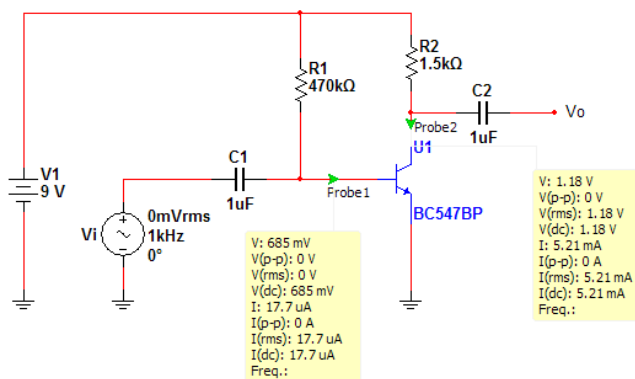 R1
470kΩ
R2
1.5kΩ
C2
1uF
Vo
Probe2
U1
BC547BP
C1
1uF
Probe1
V1
9 V
Vi
0mVrms
1kHz
0°
V: 685 mV
V(p-p): 0 V
V(rms): 0 V
V(dc): 685 mV
I: 17.7 uA
I(p-p): 0 A
I(rms): 17.7 uA
I(dc): 17.7 uA
Freq.:
V: 1.18 V
V(p-p): 0 V
V(rms): 1.18 V
V(dc): 1.18 V
I: 5.21 mA
I(p-p): 0 A
I(rms): 5.21 mA
I(dc): 5.21 mA
Freq.: